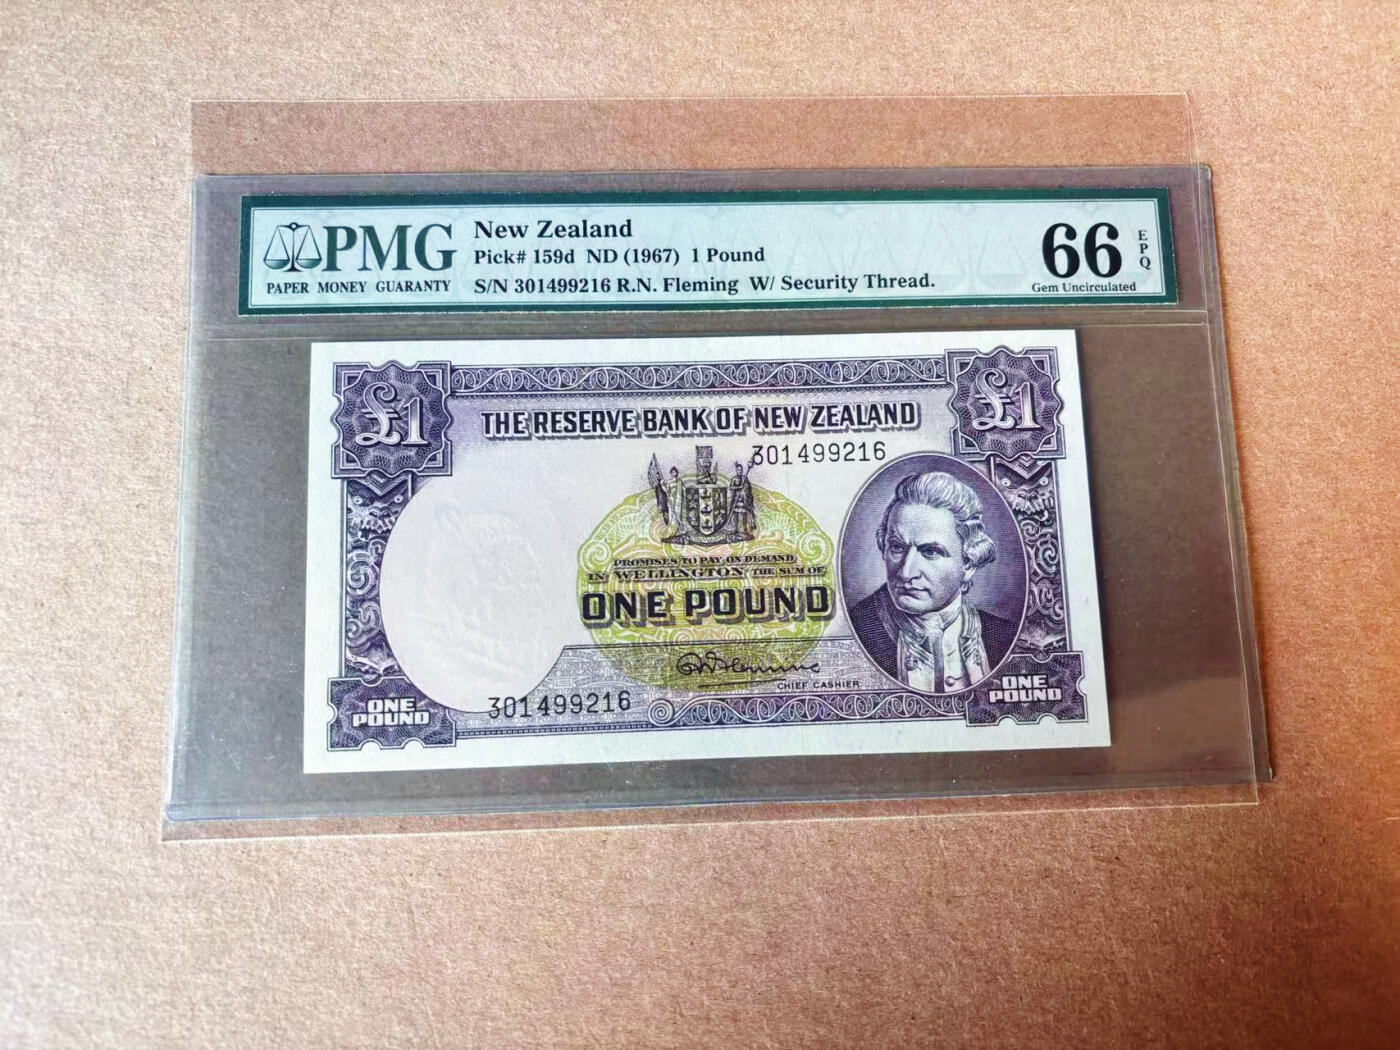 PMG
PAPER MONEY GUARANTY
New Zealand
Pick# 159d ND (1967) 1 Pound
S/N 301499216 R.N. Fleming W/ Security Thread.
66
EPQ
Gem Uncirculated
£1
£1
THE RESERVE BANK OF NEW ZEALAND
301499216
PROMISES TO PAY ON DEMAND
IN WELLINGTON THE SUM OF
ONE POUND
RN Fleming
CHIEF CASHIER
301499216
ONE
POUND
ONE
POUND